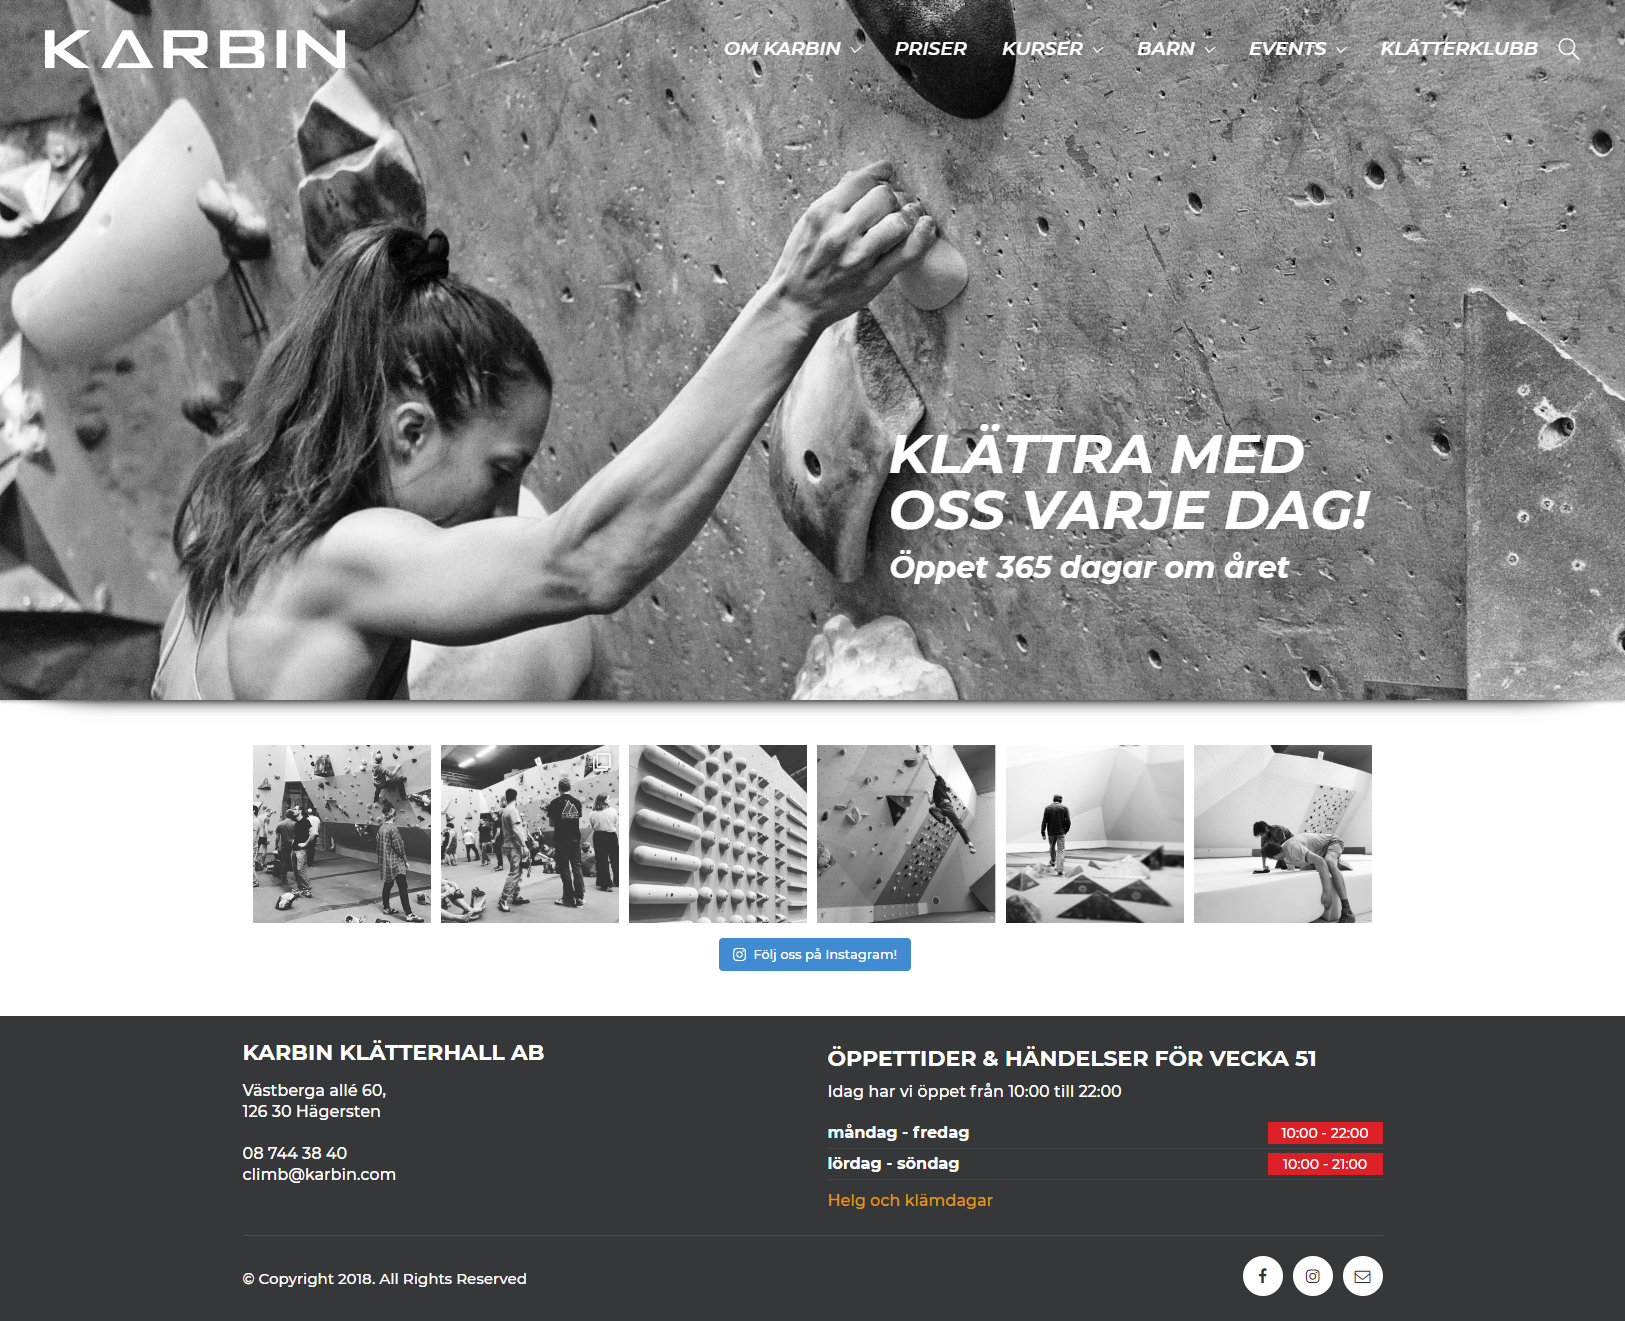 KARBIN
OM KARBIN PRISER KURSER BARN EVENTS KLÄTTERKLUBB
KLÄTTRA MED
OSS VARJE DAG!
Öppet 365 dagar om året
Följ oss på Instagram!
KARBIN KLÄTTERHALL AB
Västberga allé 60,
126 30 Hägersten
08 744 38 40
climb@karbin.com
ÖPPETTIDER & HÄNDELSER FÖR VECKA 51
Idag har vi öppet från 10:00 till 22:00
måndag - fredag 10:00 - 22:00
lördag - söndag 10:00 - 21:00
Helg och klämdagar
© Copyright 2018. All Rights Reserved